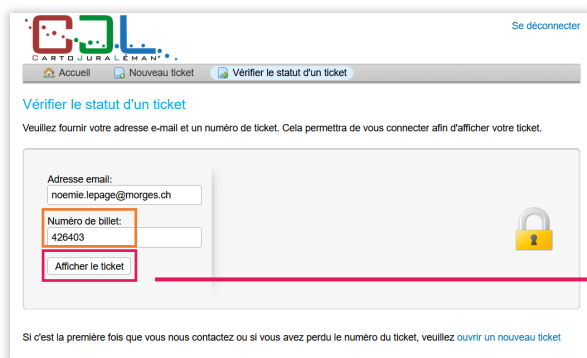 Se déconnecter
CJL
CARTOJURALÉMAN
Accueil Nouveau ticket Vérifier le statut d'un ticket
Vérifier le statut d'un ticket
Veuillez fournir votre adresse e-mail et un numéro de ticket. Cela permettra de vous connecter afin d'afficher votre ticket.
Adresse email:
noemie.lepage@morges.ch
Numéro de billet:
426403
Afficher le ticket
Si c'est la première fois que vous nous contactez ou si vous avez perdu le numéro du ticket, veuillez ouvrir un nouveau ticket